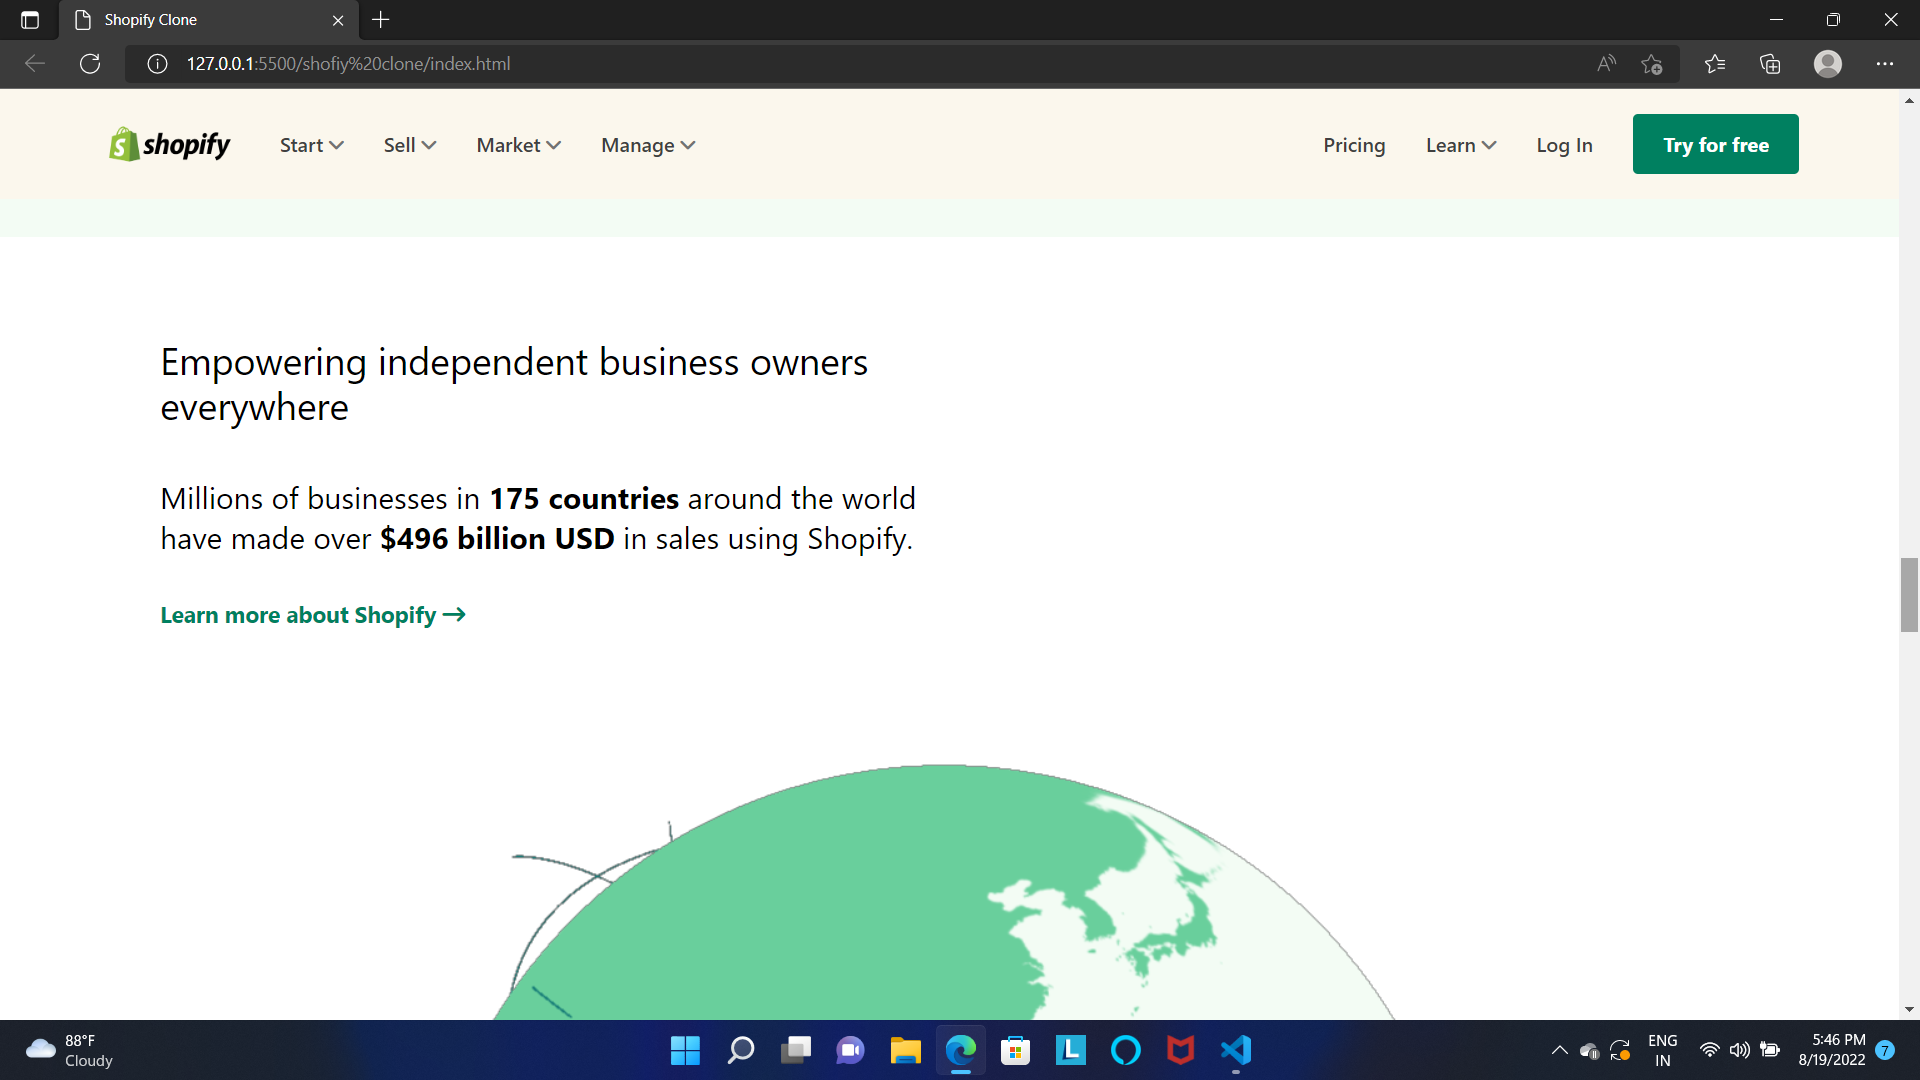 Shopify Clone
127.0.0.1:5500/shofiy%20clone/index.html
shopify Start Sell Market Manage Pricing Learn Log In Try for free
Empowering independent business owners
everywhere
Millions of businesses in 175 countries around the world
have made over $496 billion USD in sales using Shopify.
Learn more about Shopify →
88°F
Cloudy
ENG
IN
5:46 PM
8/19/2022
7